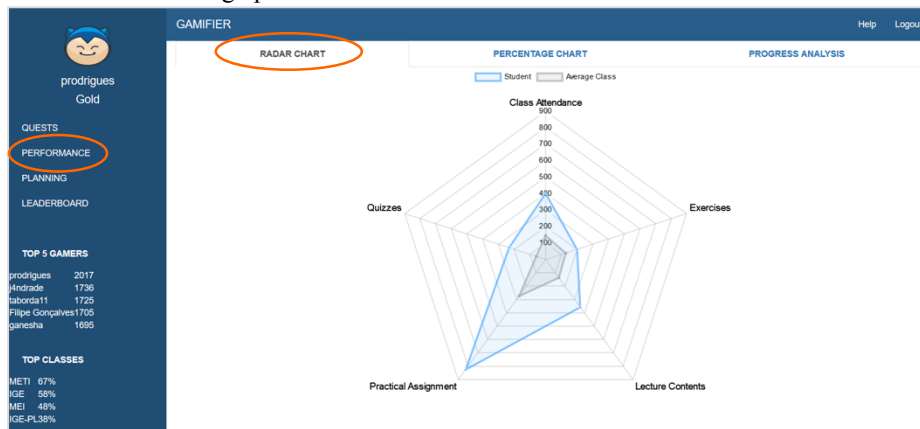 GAMIFIER
Help Logout
prodrigues
Gold
QUESTS
PERFORMANCE
PLANNING
LEADERBOARD
TOP 5 GAMERS
prodrigues 2017
j4ndrade 1736
taborda11 1725
Filipe Gonçalves1705
ganesha 1695
TOP CLASSES
METI 67%
IGE 58%
MEI 48%
IGE-PL38%
RADAR CHART PERCENTAGE CHART PROGRESS ANALYSIS
Student Average Class
Class Attendance
900
800
700
600
500
400
300
200
100
Quizzes
Exercises
Practical Assignment
Lecture Contents